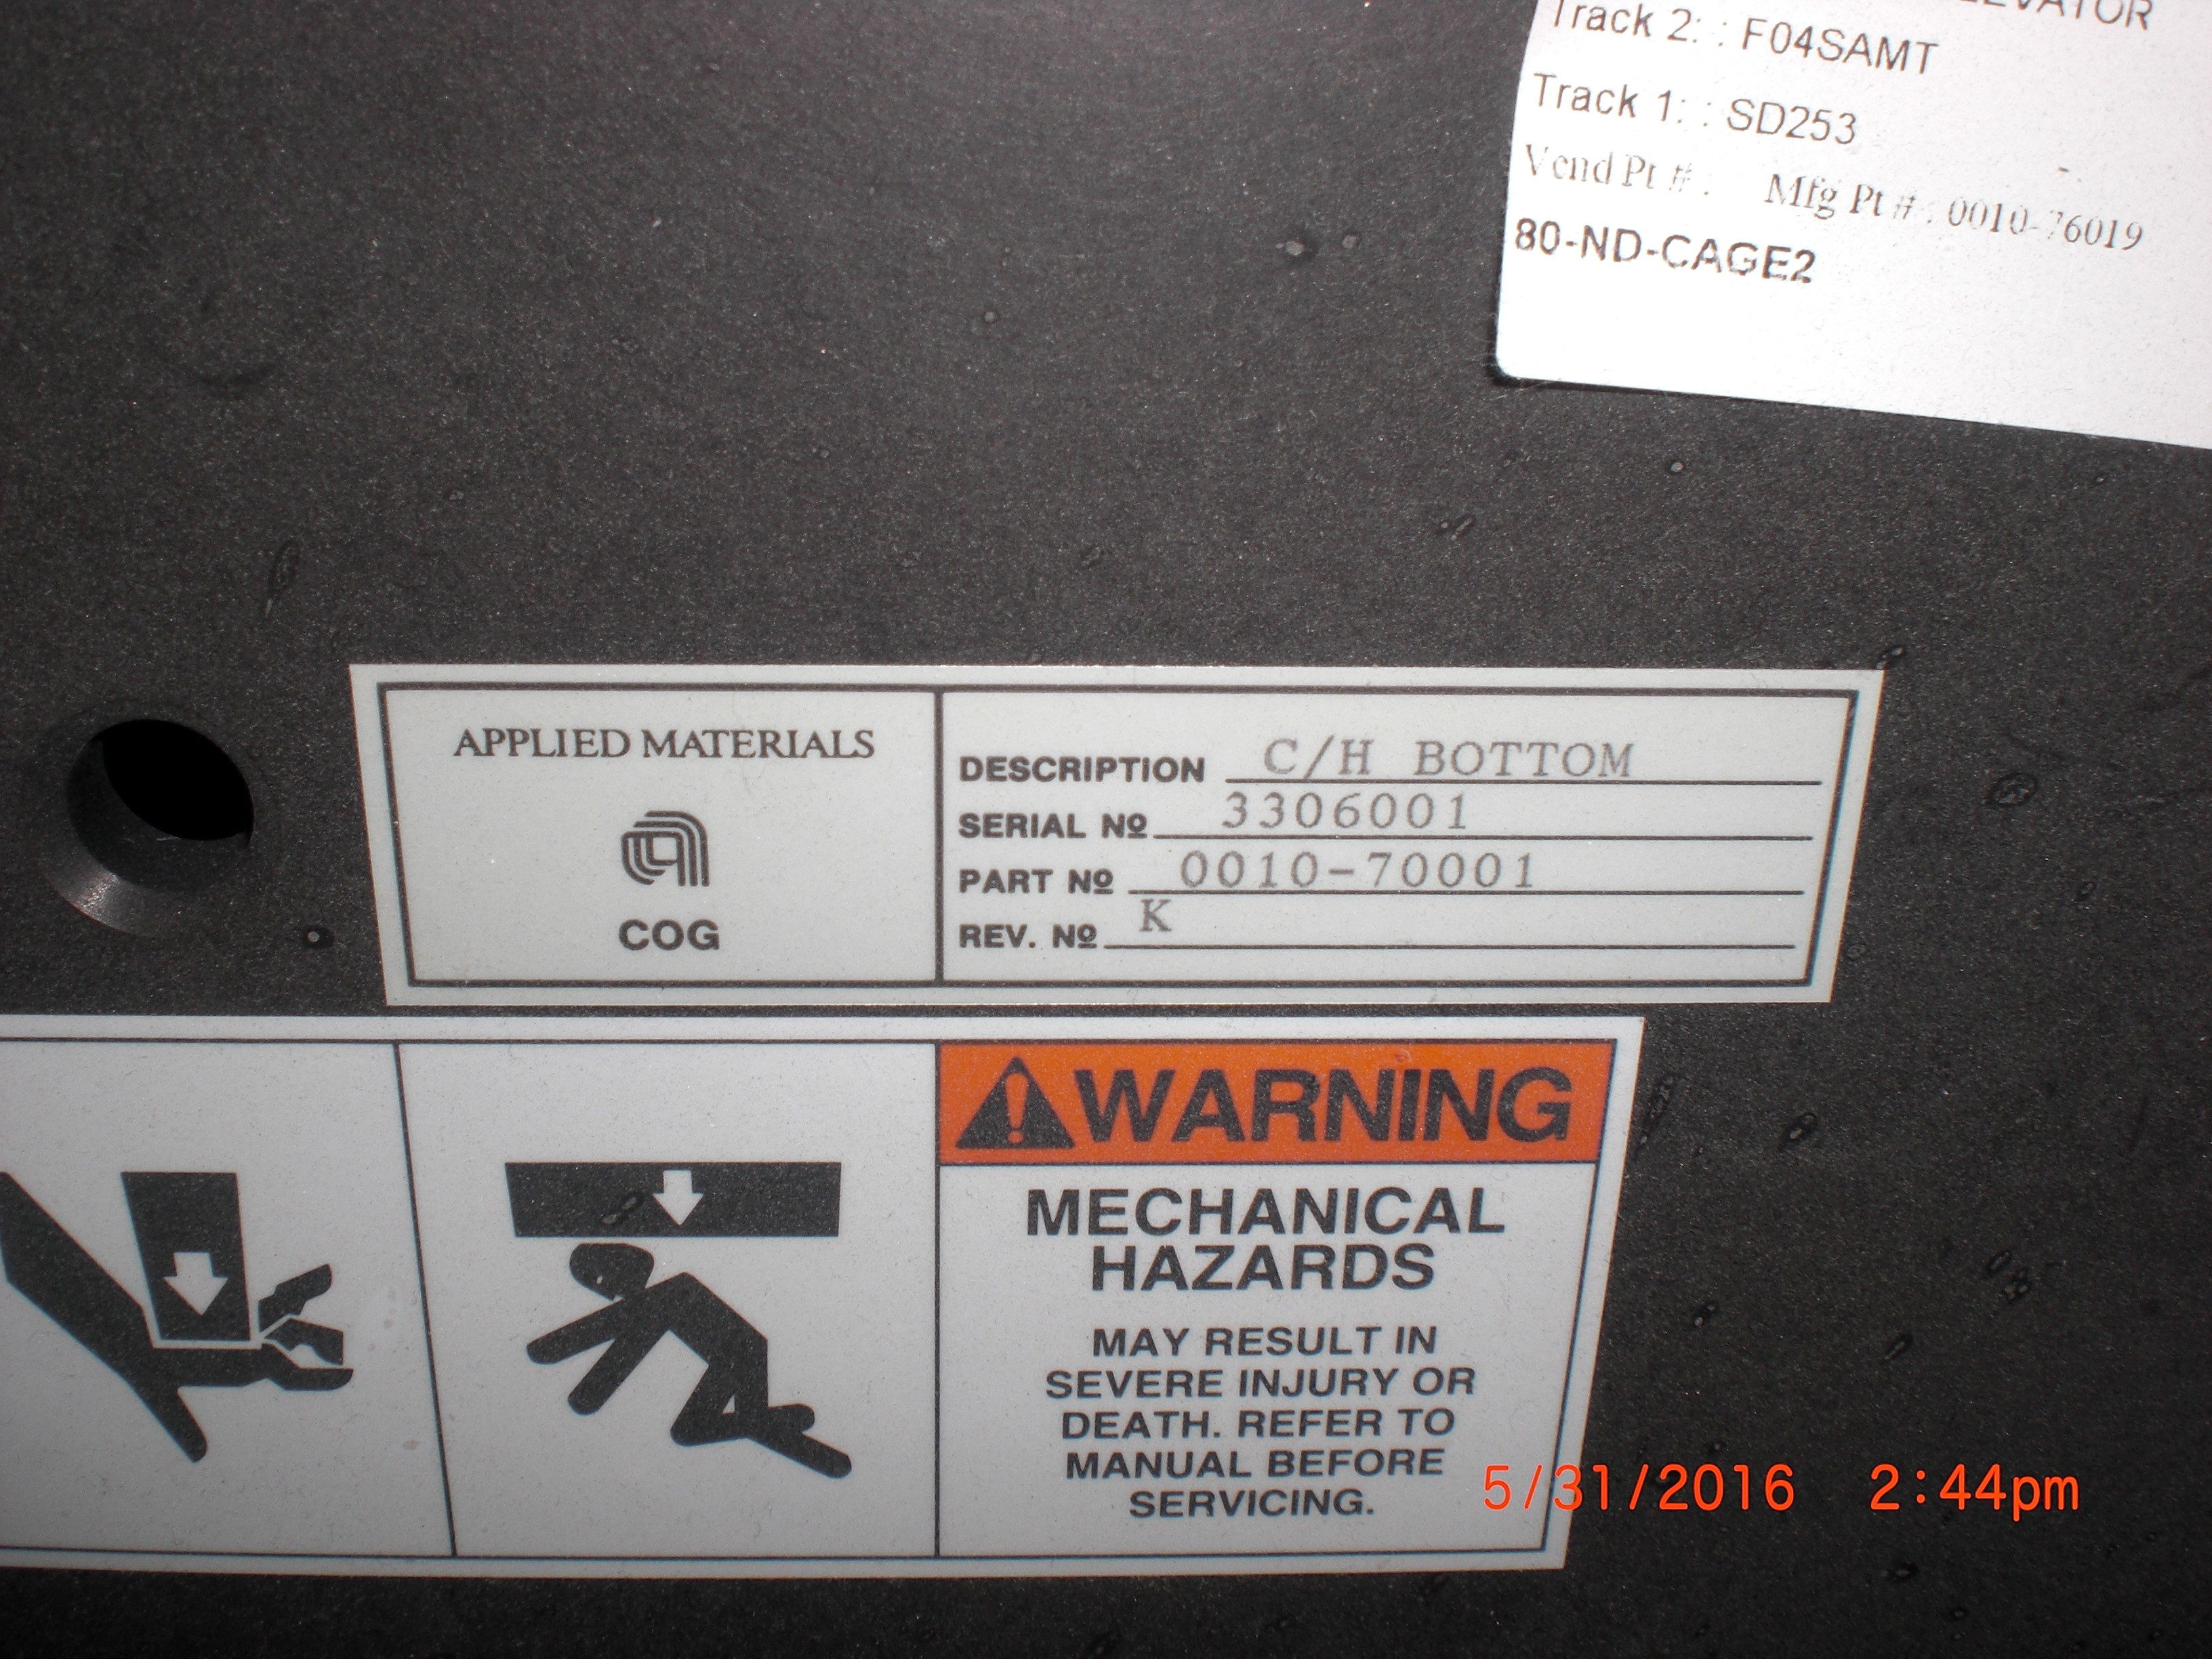 Track 2: : F04SAMT
Track 1: : SD253
Vend Pt # : Mfg Pt # : 0010-76019
80-ND-CAGE2
APPLIED MATERIALS
COG
DESCRIPTION C/H BOTTOM
SERIAL Nº 3306001
PART Nº 0010-70001
REV. Nº K
WARNING
MECHANICAL
HAZARDS
MAY RESULT IN
SEVERE INJURY OR
DEATH. REFER TO
MANUAL BEFORE
SERVICING.
5/31/2016 2:44pm